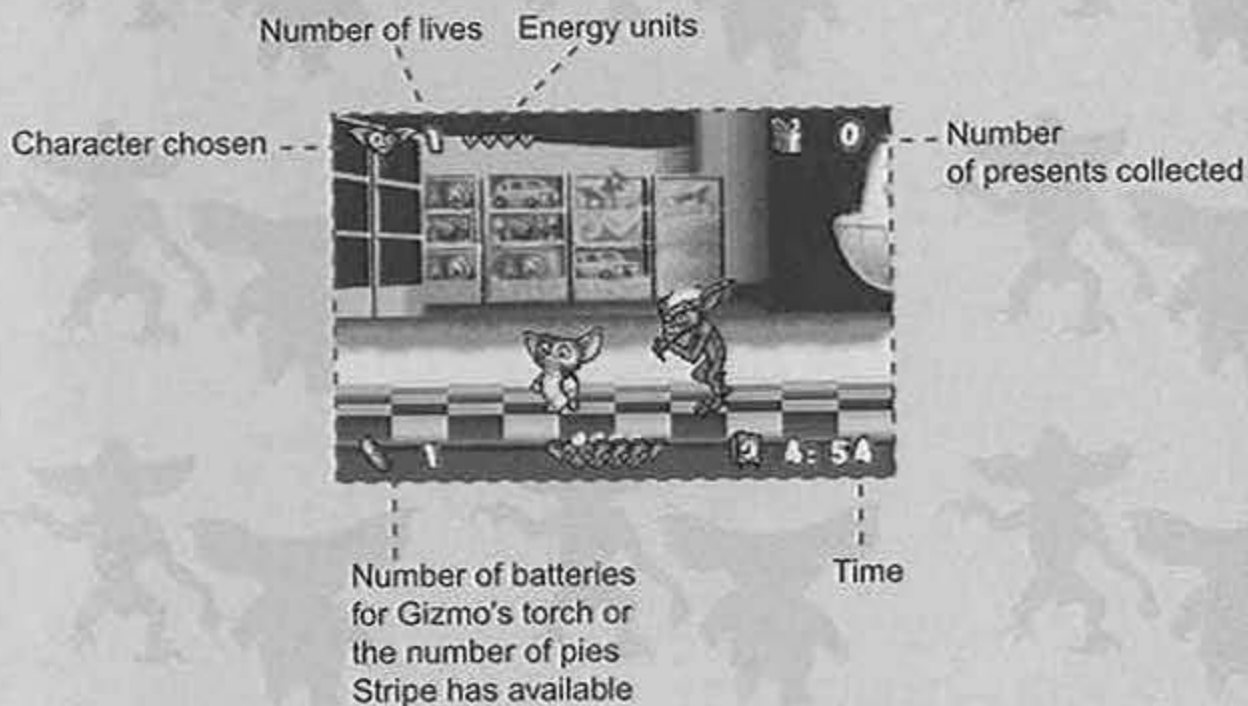 Number of lives
Energy units
Character chosen
1
0
Number
of presents collected
1
4:54
Number of batteries
for Gizmo's torch or
the number of pies
Stripe has available
Time